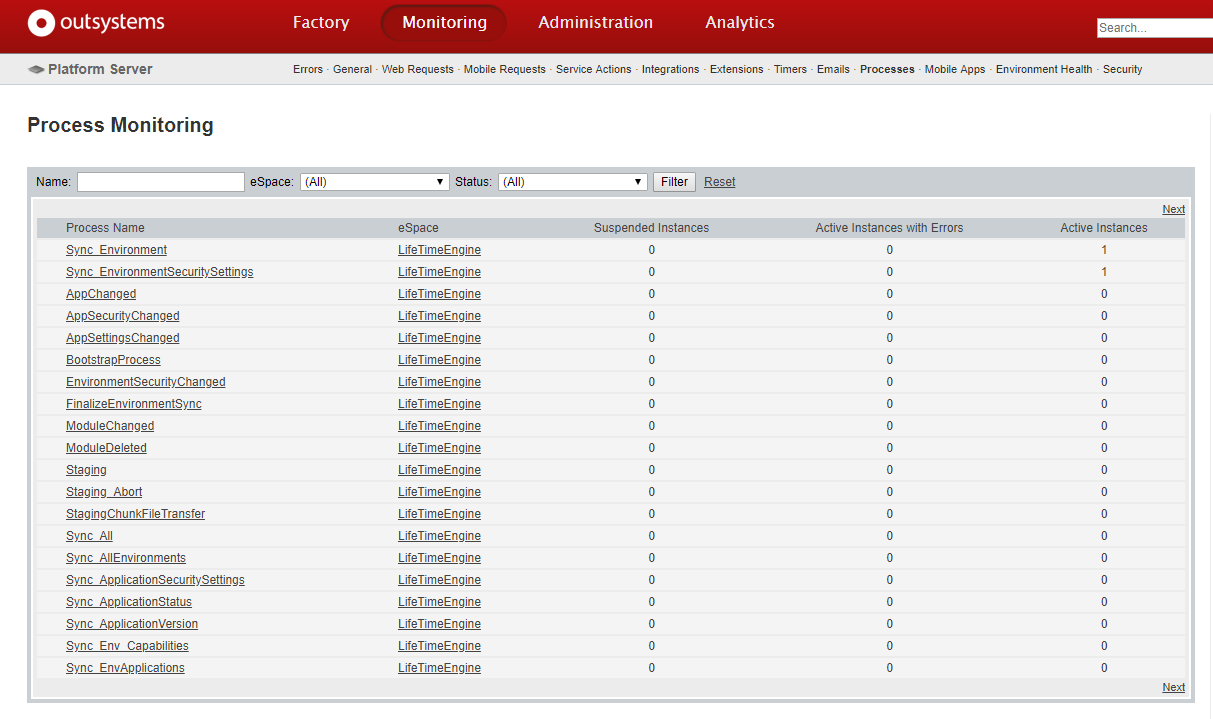 outsystems Factory Monitoring Administration Analytics Search...
Platform Server Errors · General · Web Requests · Mobile Requests · Service Actions · Integrations · Extensions · Timers · Emails · Processes · Mobile Apps · Environment Health · Security
Process Monitoring
Name: eSpace: (All) Status: (All) Filter Reset
Next
Process Name eSpace Suspended Instances Active Instances with Errors Active Instances
Sync_Environment LifeTimeEngine 0 0 1
Sync_EnvironmentSecuritySettings LifeTimeEngine 0 0 1
AppChanged LifeTimeEngine 0 0 0
AppSecurityChanged LifeTimeEngine 0 0 0
AppSettingsChanged LifeTimeEngine 0 0 0
BootstrapProcess LifeTimeEngine 0 0 0
EnvironmentSecurityChanged LifeTimeEngine 0 0 0
FinalizeEnvironmentSync LifeTimeEngine 0 0 0
ModuleChanged LifeTimeEngine 0 0 0
ModuleDeleted LifeTimeEngine 0 0 0
Staging LifeTimeEngine 0 0 0
Staging_Abort LifeTimeEngine 0 0 0
StagingChunkFileTransfer LifeTimeEngine 0 0 0
Sync_All LifeTimeEngine 0 0 0
Sync_AllEnvironments LifeTimeEngine 0 0 0
Sync_ApplicationSecuritySettings LifeTimeEngine 0 0 0
Sync_ApplicationStatus LifeTimeEngine 0 0 0
Sync_ApplicationVersion LifeTimeEngine 0 0 0
Sync_Env_Capabilities LifeTimeEngine 0 0 0
Sync_EnvApplications LifeTimeEngine 0 0 0
Next